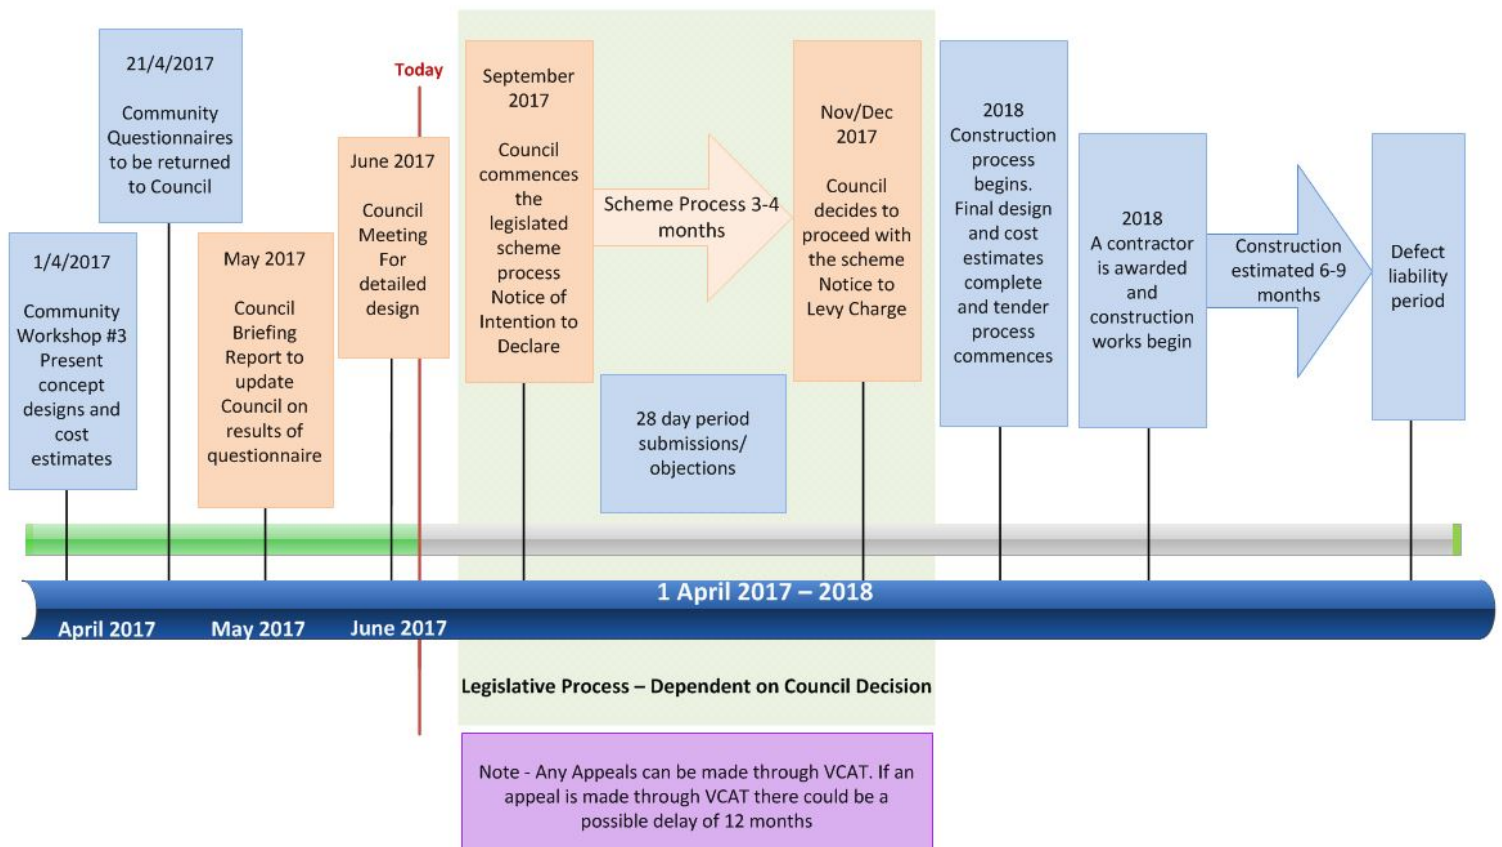 1/4/2017
Community
Workshop #3
Present
concept
designs and
cost
estimates
21/4/2017
Community
Questionnaires
to be returned
to Council
May 2017
Council
Briefing
Report to
update
Council on
results of
questionnaire
Today
June 2017
Council
Meeting
For
detailed
design
September
2017
Council
commences
the
legislated
scheme
process
Notice of
Intention to
Declare
Scheme Process 3-4
months
28 day period
submissions/
objections
Nov/Dec
2017
Council
decides to
proceed with
the scheme
Notice to
Levy Charge
2018
Construction
process
begins.
Final design
and cost
estimates
complete
and tender
process
commences
2018
A contractor
is awarded
and
construction
works begin
Construction
estimated 6-9
months
Defect
liability
period
1 April 2017 – 2018
April 2017
May 2017
June 2017
Legislative Process – Dependent on Council Decision
Note - Any Appeals can be made through VCAT. If an
appeal is made through VCAT there could be a
possible delay of 12 months